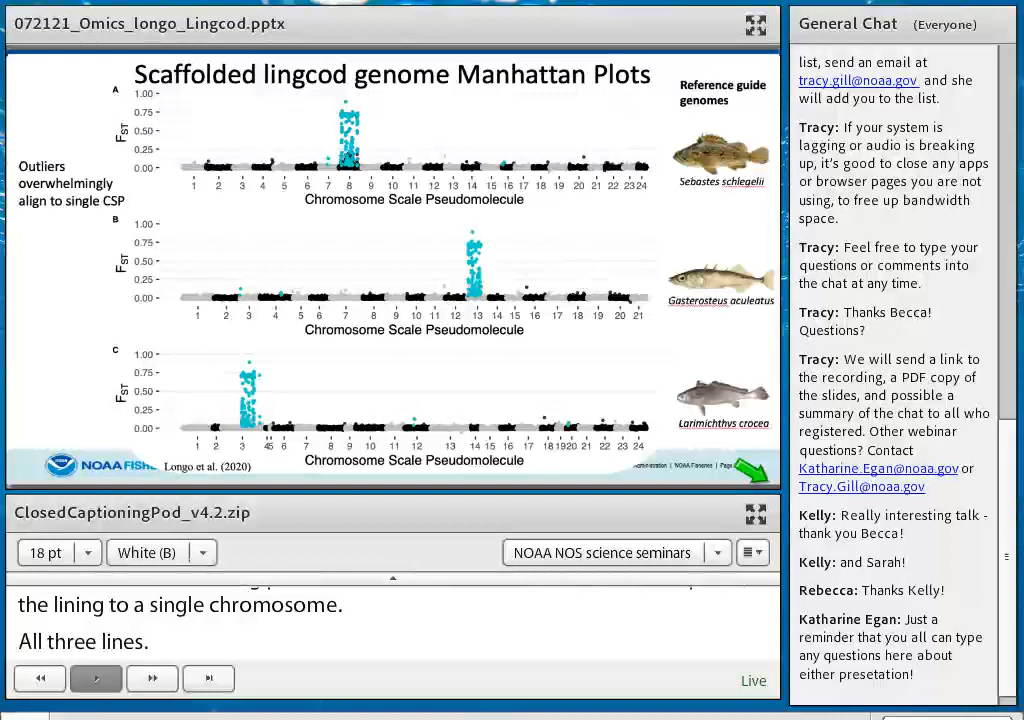 072121_Omics_longo_Lingcod.pptx
Scaffolded lingcod genome Manhattan Plots
Reference guide
genomes
Outliers
overwhelmingly
align to single CSP
A
1.00
0.75
0.50
0.25
0.00
FST
1 2 3 4 5 6 7 8 9 10 11 12 13 14 15 16 17 18 19 20 21 22 23 24
Chromosome Scale Pseudomolecule
Sebastes schlegelii
B
1.00
0.75
0.50
0.25
0.00
FST
1 2 3 4 5 6 7 8 9 10 11 12 13 14 15 16 17 18 19 20 21
Chromosome Scale Pseudomolecule
Gasterosteus aculeatus
C
1.00
0.75
0.50
0.25
0.00
FST
1 2 3 4 5 6 7 8 9 10 11 12 13 14 15 16 17 18 19 20 21 22 23 24
Chromosome Scale Pseudomolecule
Larimichthys crocea
NOAA FISHE
Longo et al. (2020)
dministration | NOAA Fisheries | Page
ClosedCaptioningPod_v4.2.zip
18 pt
White (B)
NOAA NOS science seminars
the lining to a single chromosome.
All three lines.
Live
General Chat (Everyone)
list, send an email at
tracy.gill@noaa.gov and she
will add you to the list.
Tracy: If your system is
lagging or audio is breaking
up, it's good to close any apps
or browser pages you are not
using, to free up bandwidth
space.
Tracy: Feel free to type your
questions or comments into
the chat at any time.
Tracy: Thanks Becca!
Questions?
Tracy: We will send a link to
the recording, a PDF copy of
the slides, and possible a
summary of the chat to all who
registered. Other webinar
questions? Contact
Katharine.Egan@noaa.gov or
Tracy.Gill@noaa.gov
Kelly: Really interesting talk -
thank you Becca!
Kelly: and Sarah!
Rebecca: Thanks Kelly!
Katharine Egan: Just a
reminder that you all can type
any questions here about
either presetation!